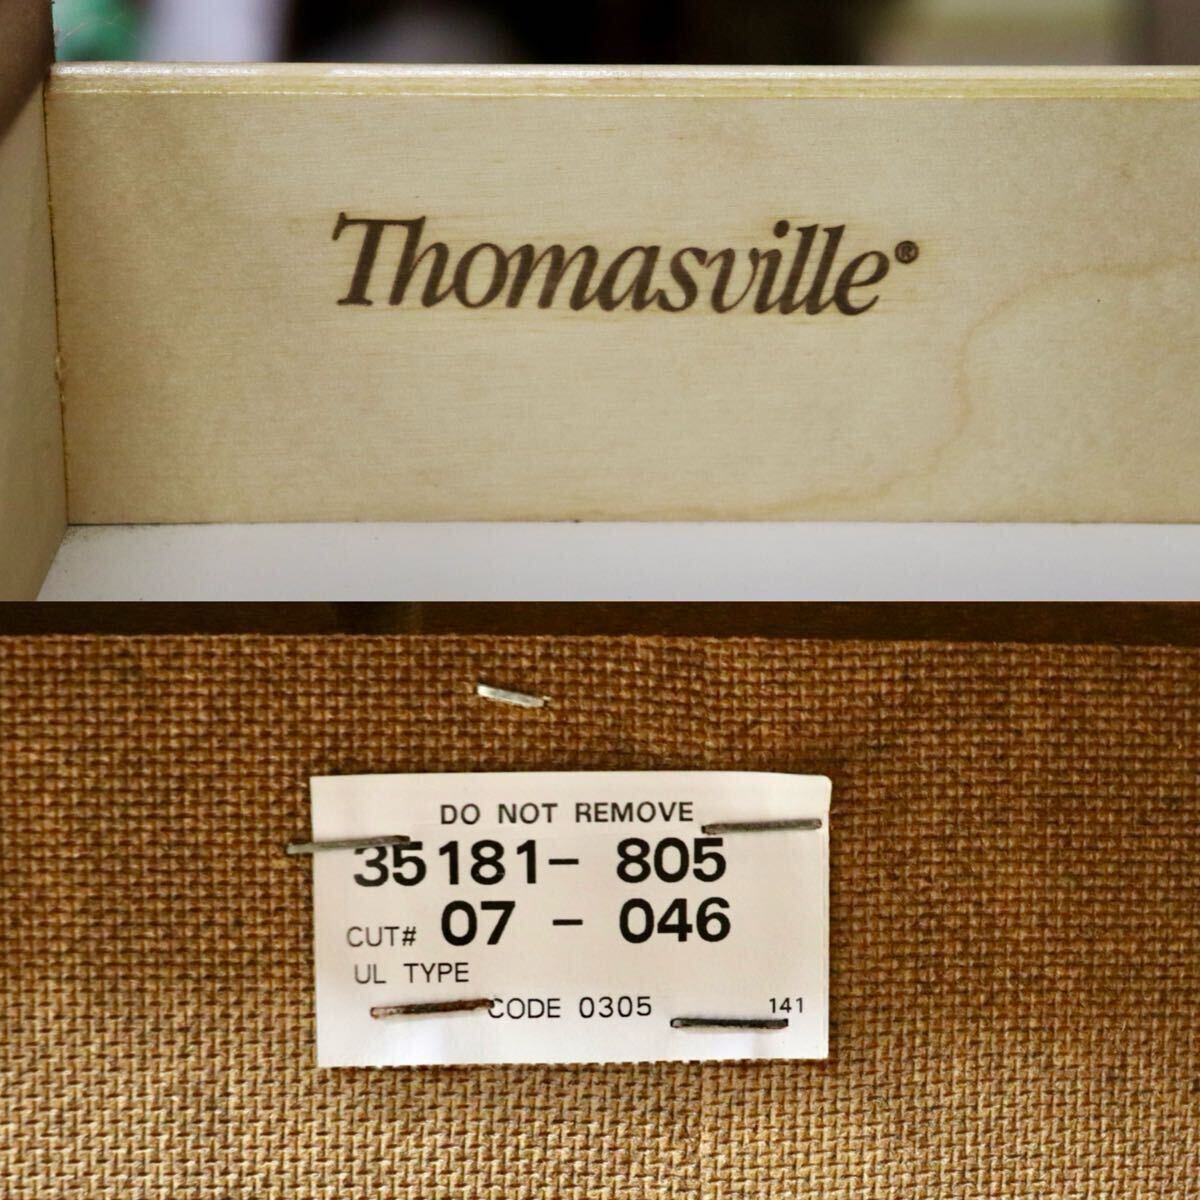 Thomasville®
DO NOT REMOVE
35181- 805
CUT# 07 - 046
UL TYPE
CODE 0305 141